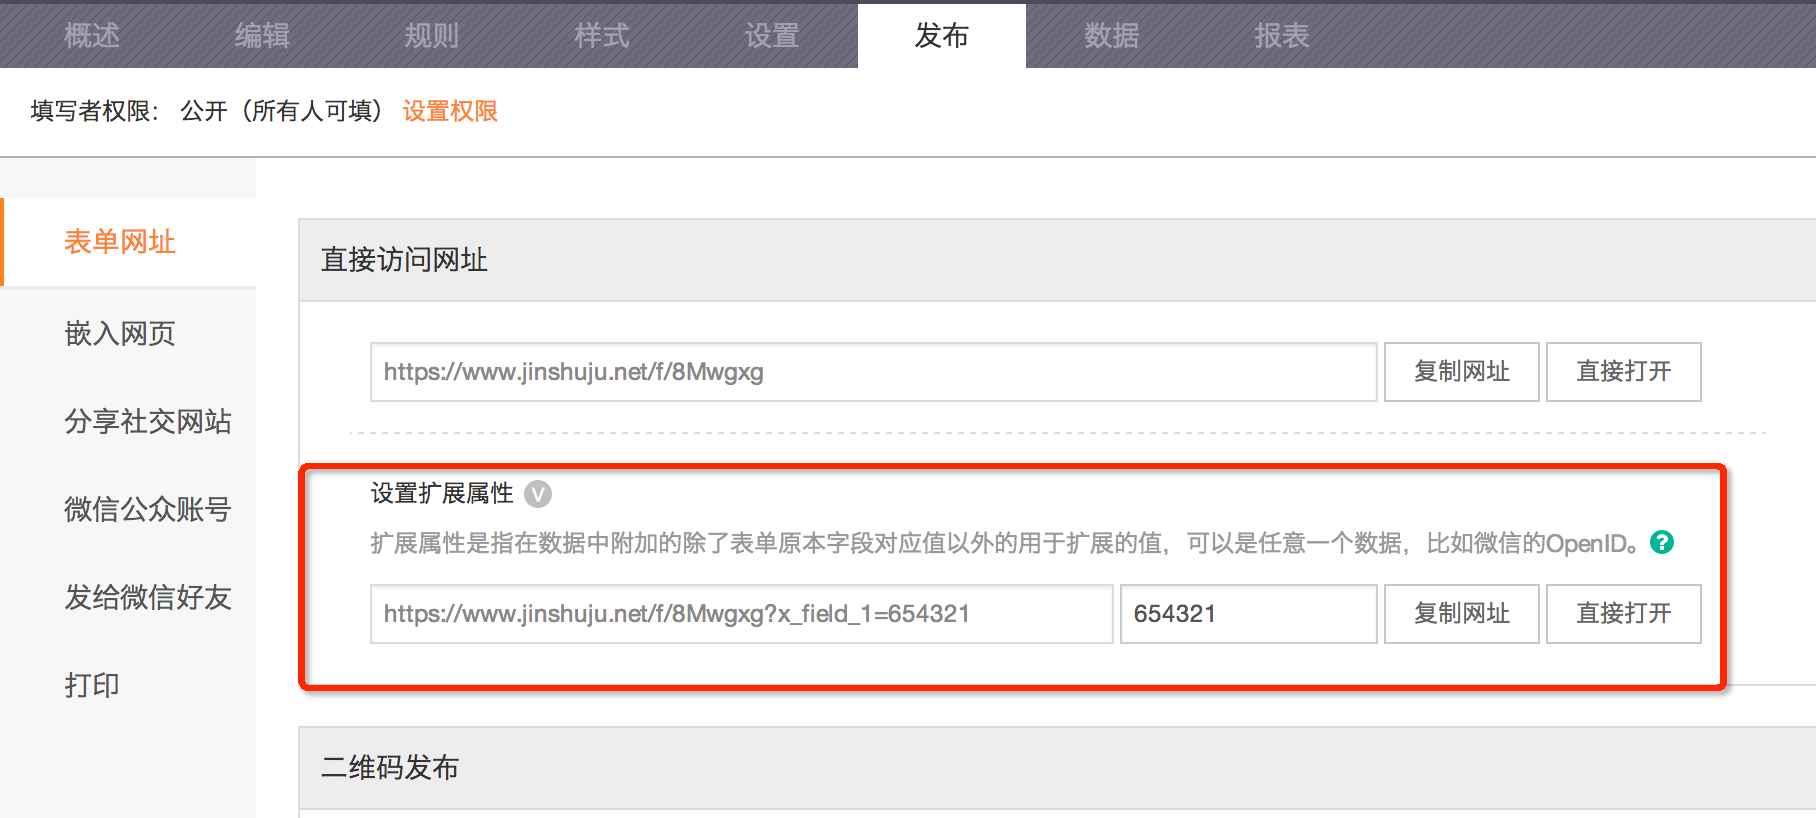 概述 编辑 规则 样式 设置 发布 数据 报表
填写者权限： 公开（所有人可填） 设置权限
表单网址
嵌入网页
分享社交网站
微信公众账号
发给微信好友
打印
直接访问网址
https://www.jinshuju.net/f/8Mwgxg 复制网址 直接打开
设置扩展属性 V
扩展属性是指在数据中附加的除了表单原本字段对应值以外的用于扩展的值，可以是任意一个数据，比如微信的OpenID。 ?
https://www.jinshuju.net/f/8Mwgxg?x_field_1=654321 654321 复制网址 直接打开
二维码发布